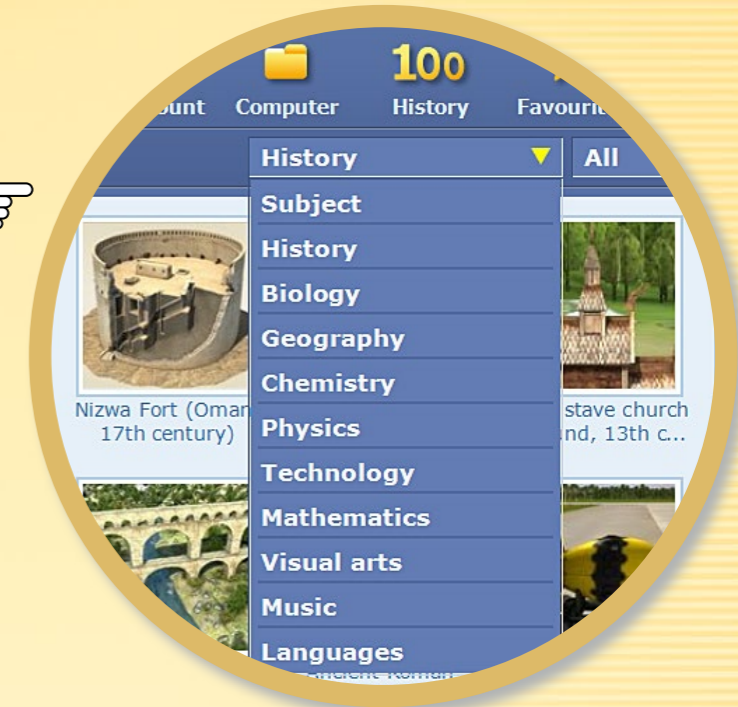 100
Computer
History
History
All
Subject
History
Biology
Geography
Chemistry
Physics
Technology
Mathematics
Visual arts
Music
Languages
Nizwa Fort (Oman
17th century)
stave church
13th c...